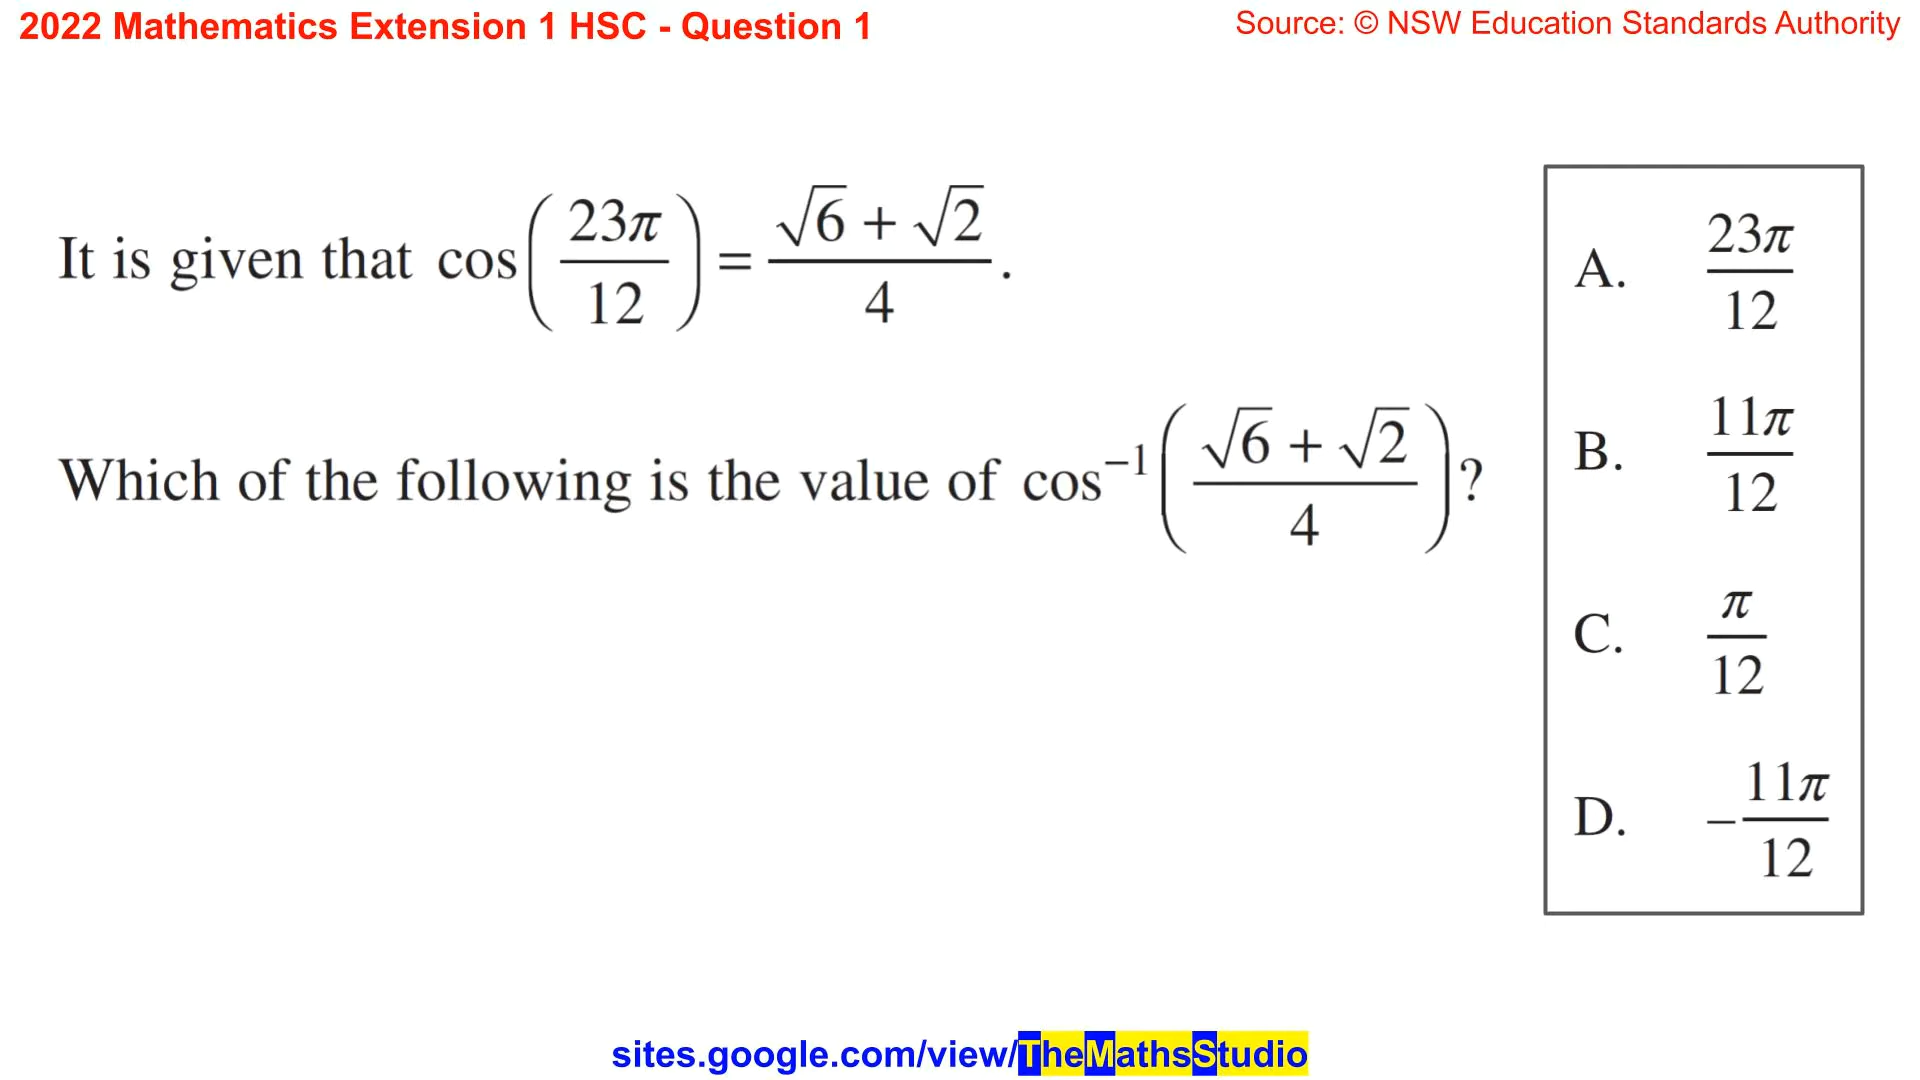 2022 Mathematics Extension 1 HSC - Question 1
Source: © NSW Education Standards Authority
It is given that cos(23π/12) = (√6 + √2)/4.
Which of the following is the value of cos⁻¹((√6 + √2)/4)?
A. 23π/12
B. 11π/12
C. π/12
D. −11π/12
sites.google.com/view/TheMathsStudio